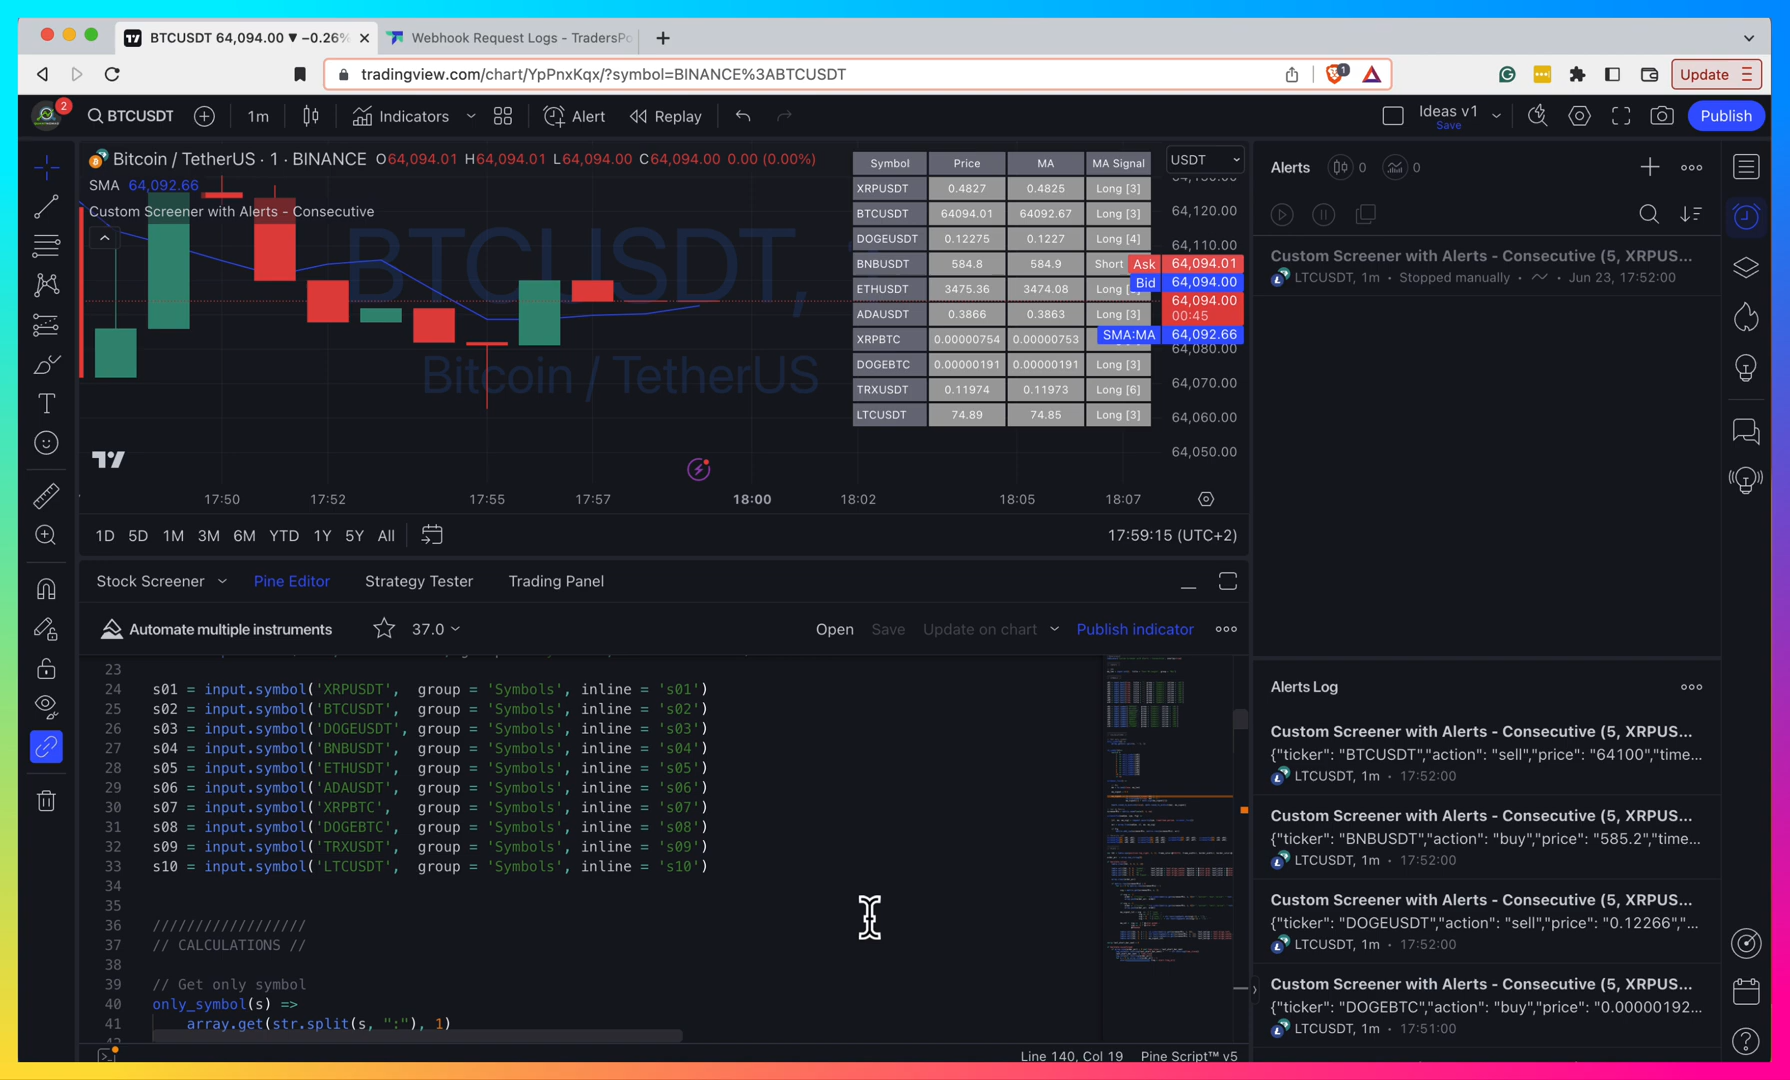 BTCUSDT 64,094.00 ▼ −0.26%
Webhook Request Logs - TradersPo
tradingview.com/chart/YpPnxKqx/?symbol=BINANCE%3ABTCUSDT
1
Update
2
BTCUSDT
1m
Indicators
Alert
Replay
Ideas v1
Save
Publish
Bitcoin / TetherUS · 1 · BINANCE O64,094.01 H64,094.01 L64,094.00 C64,094.00 0.00 (0.00%)
SMA 64,092.66
Custom Screener with Alerts - Consecutive
BTCUSDT,
Bitcoin / TetherUS
Symbol Price MA MA Signal
XRPUSDT 0.4827 0.4825 Long [3]
BTCUSDT 64094.01 64092.67 Long [3]
DOGEUSDT 0.12275 0.1227 Long [4]
BNBUSDT 584.8 584.9 Short
ETHUSDT 3475.36 3474.08 Long
ADAUSDT 0.3866 0.3863 Long [3]
XRPBTC 0.00000754 0.00000753
DOGEBTC 0.00000191 0.00000191 Long [3]
TRXUSDT 0.11974 0.11973 Long [6]
LTCUSDT 74.89 74.85 Long [3]
USDT
64,120.00
64,110.00
Ask 64,094.01
Bid 64,094.00
64,094.00
00:45
SMA:MA 64,092.66
64,080.00
64,070.00
64,060.00
64,050.00
17:50 17:52 17:55 17:57 18:00 18:02 18:05 18:07
1D 5D 1M 3M 6M YTD 1Y 5Y All
17:59:15 (UTC+2)
Stock Screener Pine Editor Strategy Tester Trading Panel
Automate multiple instruments 37.0
Open Save Update on chart Publish indicator
23
24 s01 = input.symbol('XRPUSDT', group = 'Symbols', inline = 's01')
25 s02 = input.symbol('BTCUSDT', group = 'Symbols', inline = 's02')
26 s03 = input.symbol('DOGEUSDT', group = 'Symbols', inline = 's03')
27 s04 = input.symbol('BNBUSDT', group = 'Symbols', inline = 's04')
28 s05 = input.symbol('ETHUSDT', group = 'Symbols', inline = 's05')
29 s06 = input.symbol('ADAUSDT', group = 'Symbols', inline = 's06')
30 s07 = input.symbol('XRPBTC', group = 'Symbols', inline = 's07')
31 s08 = input.symbol('DOGEBTC', group = 'Symbols', inline = 's08')
32 s09 = input.symbol('TRXUSDT', group = 'Symbols', inline = 's09')
33 s10 = input.symbol('LTCUSDT', group = 'Symbols', inline = 's10')
34
35
36 //////////////////
37 // CALCULATIONS //
38
39 // Get only symbol
40 only_symbol(s) =>
41 array.get(str.split(s, ":"), 1)
Line 140, Col 19 Pine Script™ v5
Alerts 0 0
Custom Screener with Alerts - Consecutive (5, XRPUS...
LTCUSDT, 1m • Stopped manually • Jun 23, 17:52:00
Alerts Log
Custom Screener with Alerts - Consecutive (5, XRPUS...
{"ticker": "BTCUSDT","action": "sell","price": "64100","time...
LTCUSDT, 1m • 17:52:00
Custom Screener with Alerts - Consecutive (5, XRPUS...
{"ticker": "BNBUSDT","action": "buy","price": "585.2","time...
LTCUSDT, 1m • 17:52:00
Custom Screener with Alerts - Consecutive (5, XRPUS...
{"ticker": "DOGEUSDT","action": "sell","price": "0.12266","...
LTCUSDT, 1m • 17:52:00
Custom Screener with Alerts - Consecutive (5, XRPUS...
{"ticker": "DOGEBTC","action": "buy","price": "0.00000192...
LTCUSDT, 1m • 17:51:00